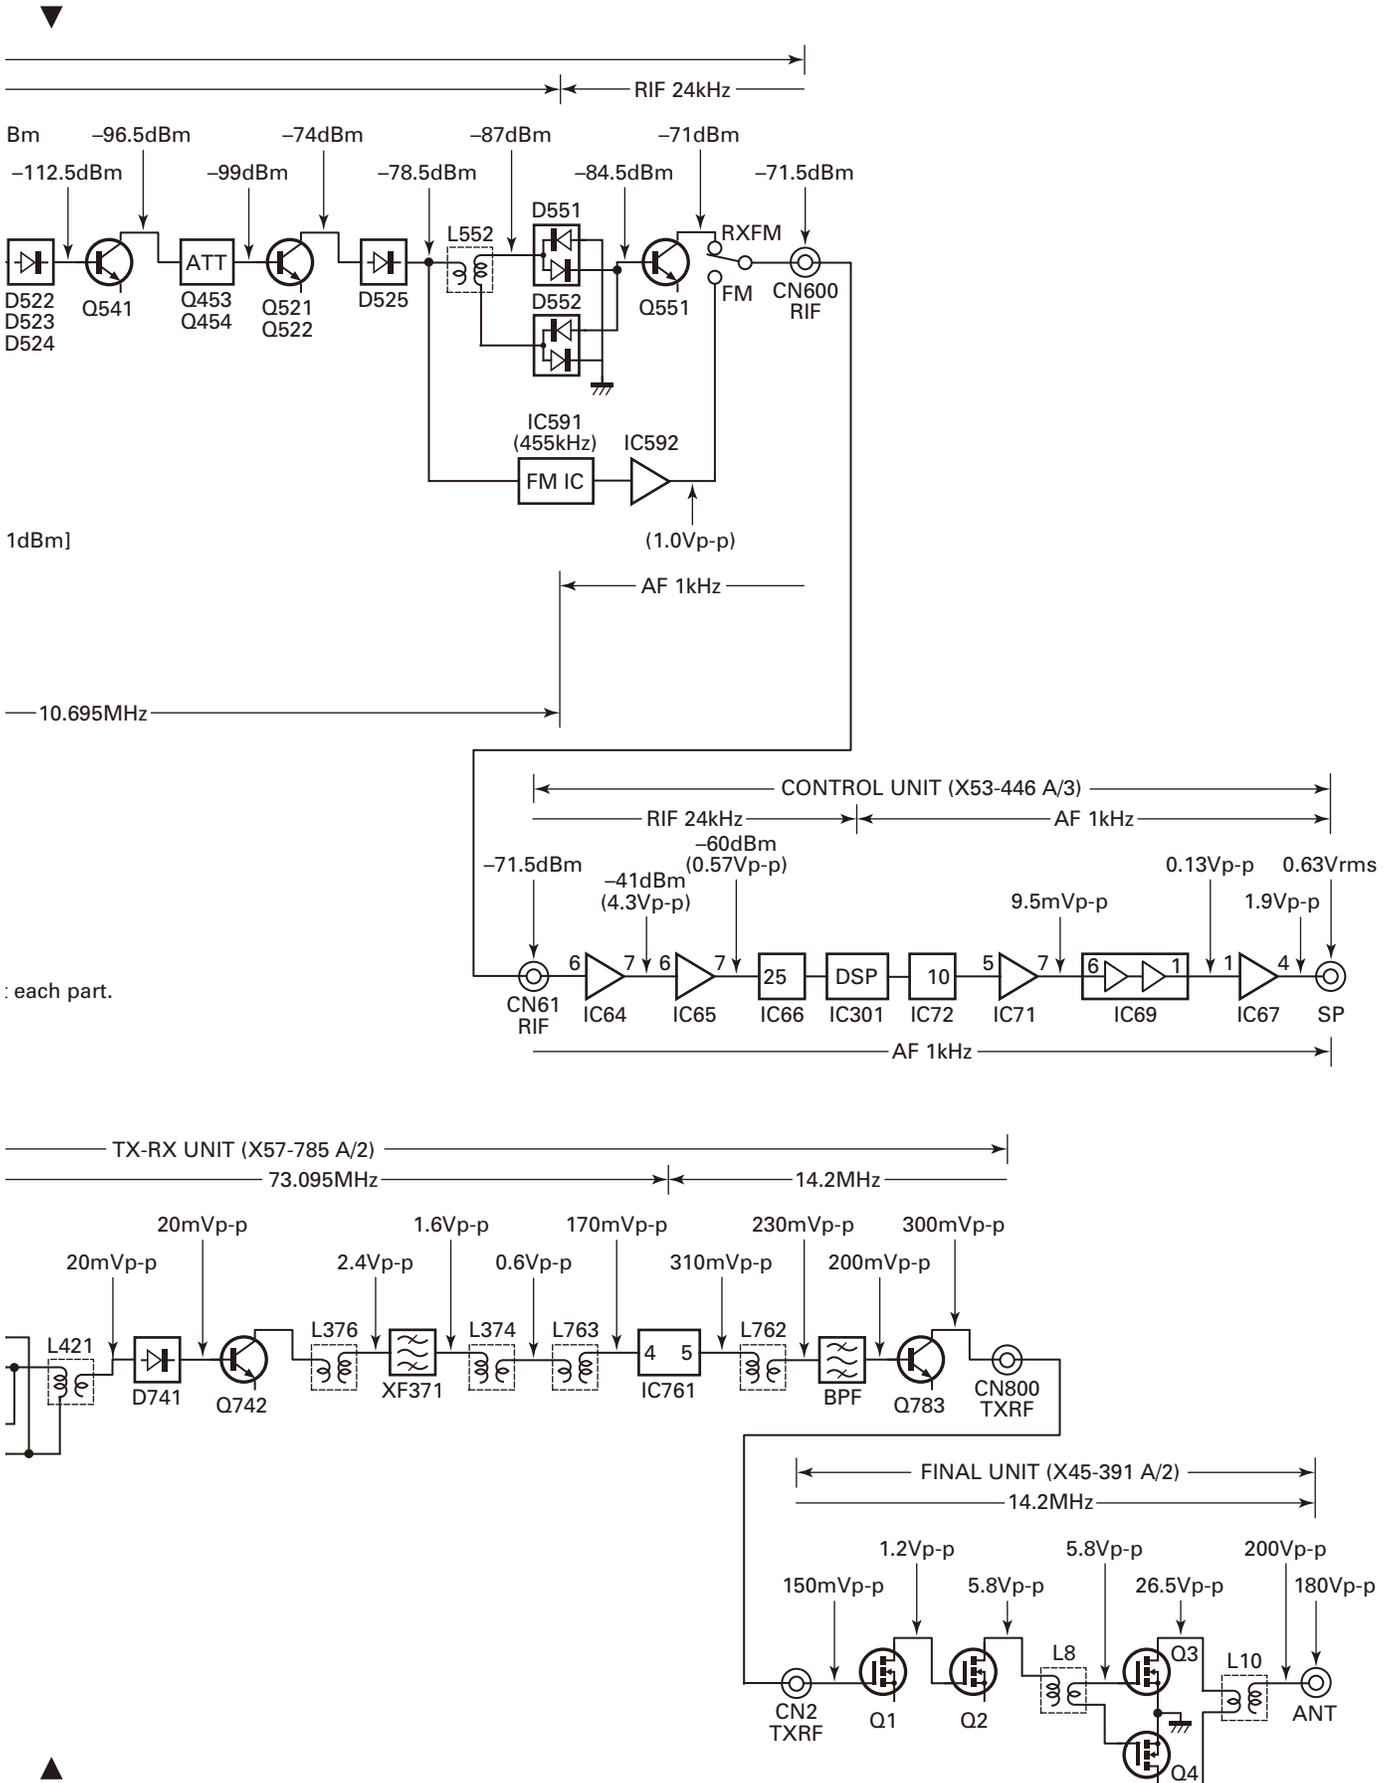 RIF 24kHz
Bm –96.5dBm –74dBm –87dBm –71dBm
–112.5dBm –99dBm –78.5dBm –84.5dBm –71.5dBm
D551
L552 RXFM
ATT
FM
D522 Q541 Q453 Q521 D525 D552 Q551 CN600
D523 Q454 Q522 RIF
D524
IC591
(455kHz) IC592
FM IC
1dBm] (1.0Vp-p)
AF 1kHz
10.695MHz
CONTROL UNIT (X53-446 A/3)
RIF 24kHz AF 1kHz
–60dBm
–71.5dBm (0.57Vp-p) 0.13Vp-p 0.63Vrms
–41dBm
(4.3Vp-p) 9.5mVp-p 1.9Vp-p
6 7 6 7 25 DSP 10 5 7 6 1 1 4
: each part.
CN61 IC64 IC65 IC66 IC301 IC72 IC71 IC69 IC67 SP
RIF
AF 1kHz
TX-RX UNIT (X57-785 A/2)
73.095MHz 14.2MHz
20mVp-p 1.6Vp-p 170mVp-p 230mVp-p 300mVp-p
20mVp-p 2.4Vp-p 0.6Vp-p 310mVp-p 200mVp-p
L421 L376 L374 L763 L762
4 5
D741 Q742 XF371 IC761 BPF Q783 CN800
TXRF
FINAL UNIT (X45-391 A/2)
14.2MHz
1.2Vp-p 5.8Vp-p 200Vp-p
150mVp-p 5.8Vp-p 26.5Vp-p 180Vp-p
L8 Q3 L10
CN2 Q1 Q2 ANT
TXRF
Q4